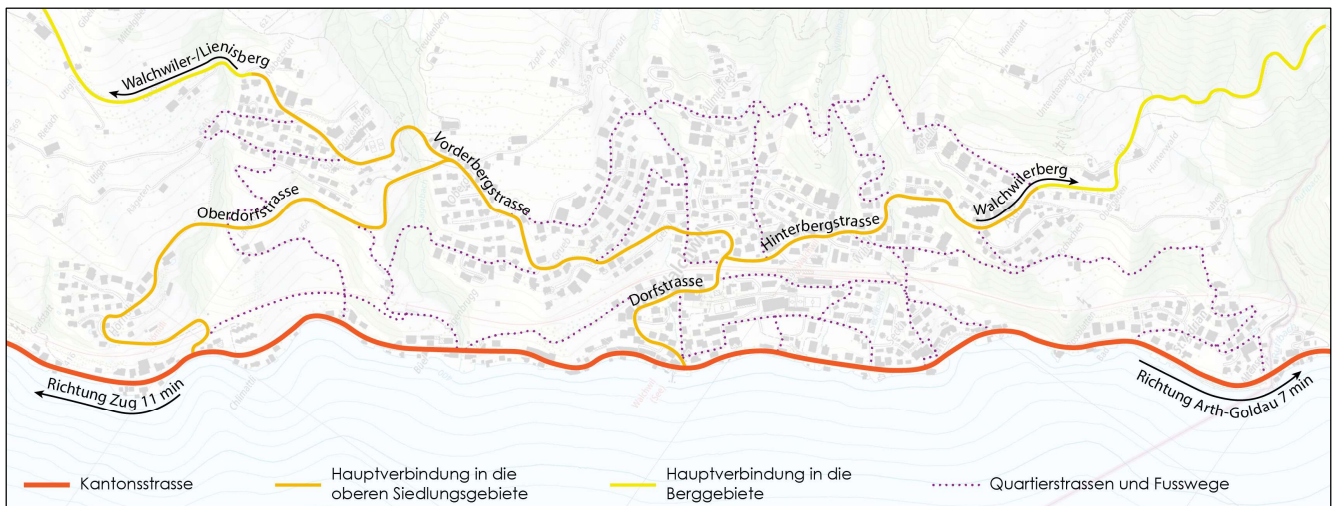 Walchwiler-/Lienisberg
Vorderbergstrasse
Oberdorfstrasse
Walchwilerberg
Hinterbergstrasse
Dorfstrasse
Richtung Zug 11 min
Richtung Arth-Goldau 7 min
Kantonsstrasse
Hauptverbindung in die
oberen Siedlungsgebiete
Hauptverbindung in die
Berggebiete
Quartierstrassen und Fusswege